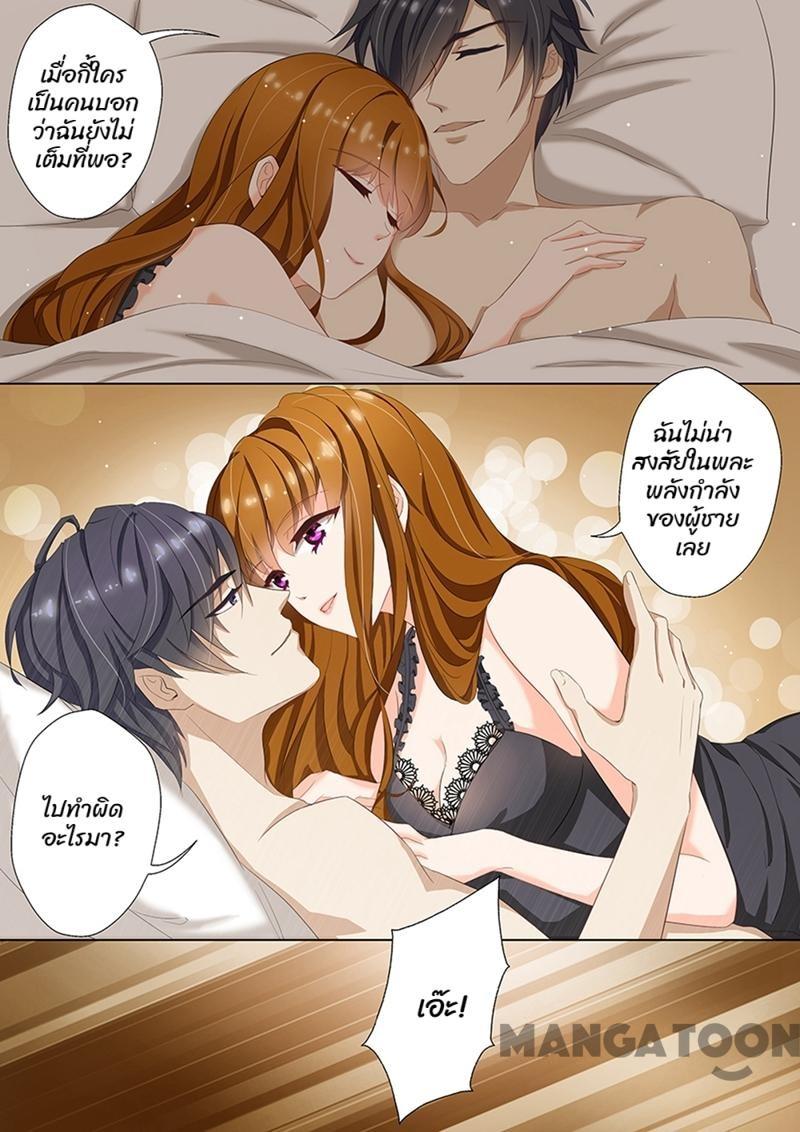 เมื่อกี้ใคร
เป็นคนบอก
ว่าฉันยังไม่
เต็มที่พอ?
ฉันไม่น่า
สงสัยในพละ
พลังกำลัง
ของผู้ชาย
เลย
ไปทำผิด
อะไรมา?
เอ๊ะ!
MANGATOON